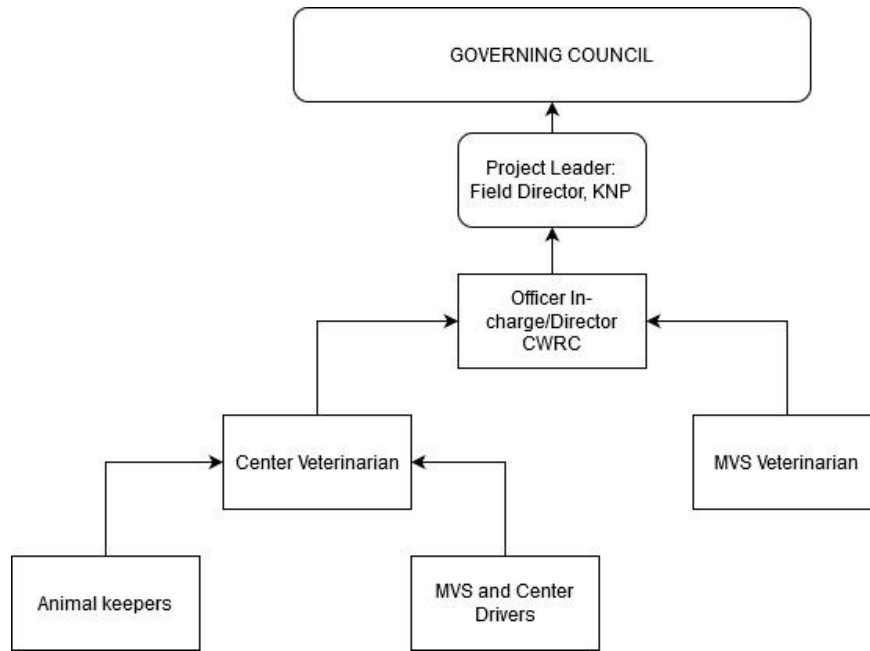 GOVERNING COUNCIL
Project Leader:
Field Director, KNP
Officer In-
charge/Director
CWRC
Center Veterinarian
MVS Veterinarian
Animal keepers
MVS and Center
Drivers